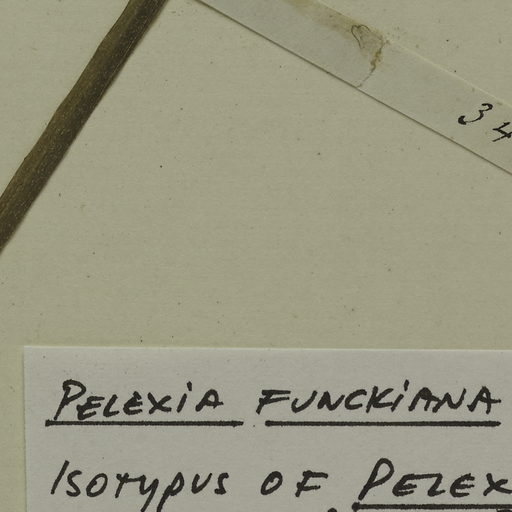 34
PELEXIA FUNCKIANA
ISOTYPUS OF PELEX